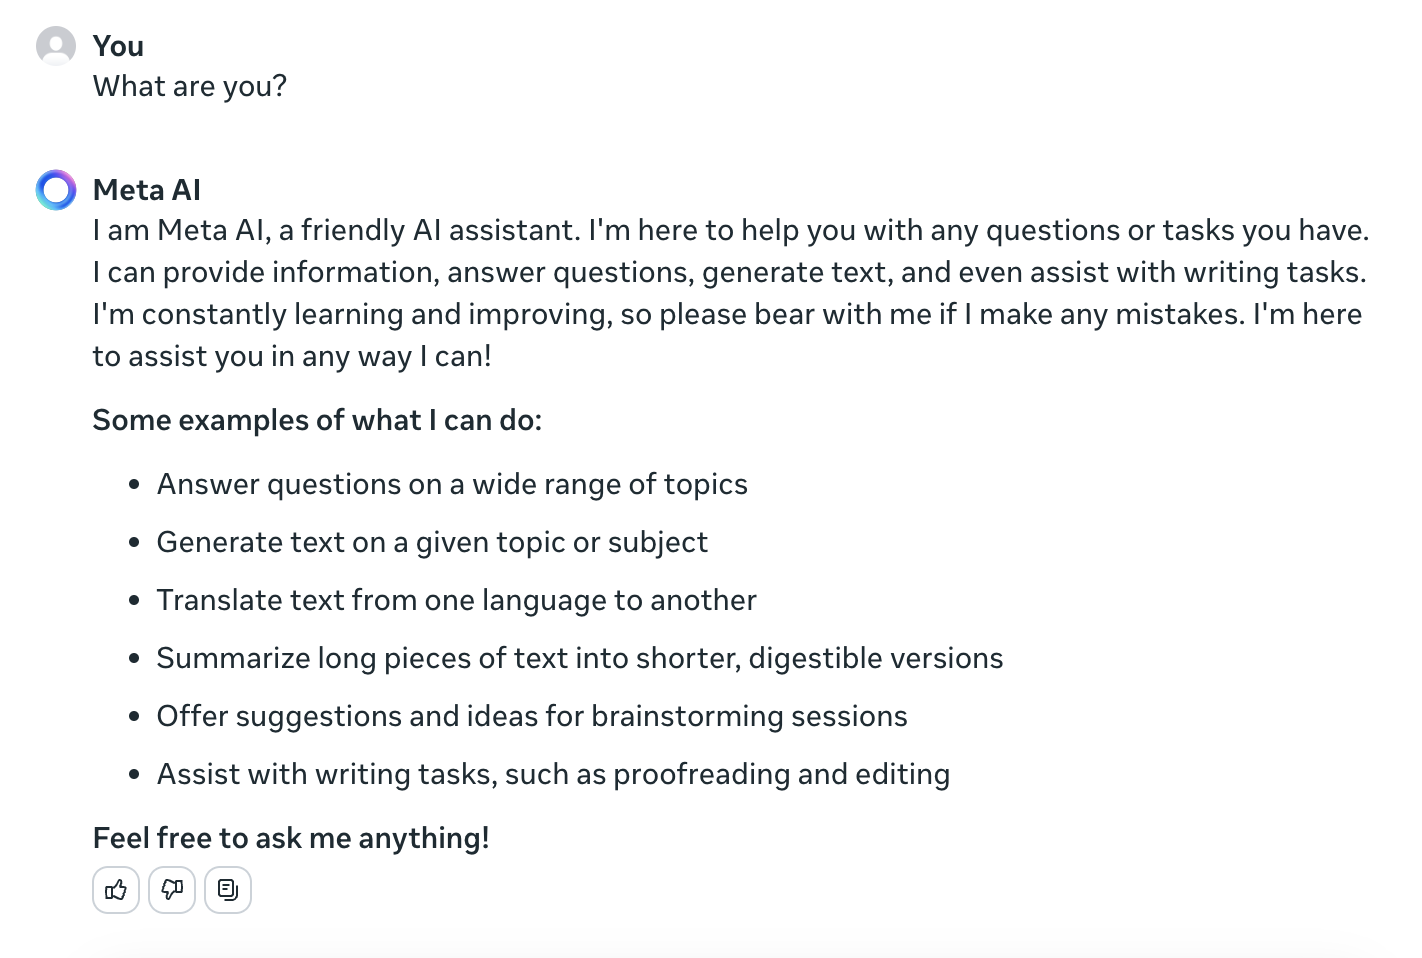 You
What are you?
Meta AI
I am Meta AI, a friendly AI assistant. I'm here to help you with any questions or tasks you have.
I can provide information, answer questions, generate text, and even assist with writing tasks.
I'm constantly learning and improving, so please bear with me if I make any mistakes. I'm here
to assist you in any way I can!
Some examples of what I can do:
• Answer questions on a wide range of topics
• Generate text on a given topic or subject
• Translate text from one language to another
• Summarize long pieces of text into shorter, digestible versions
• Offer suggestions and ideas for brainstorming sessions
• Assist with writing tasks, such as proofreading and editing
Feel free to ask me anything!